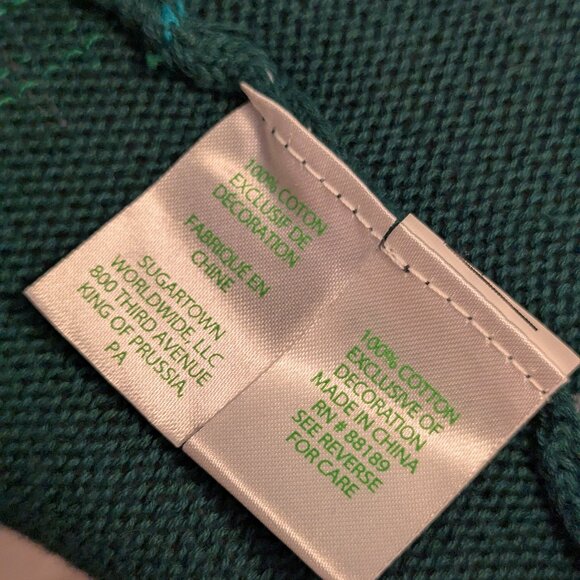 100% COTON
EXCLUSIF DE
DÉCORATION
FABRIQUÉ EN
CHINE
SUGARTOWN
WORLDWIDE, LLC
800 THIRD AVENUE
KING OF PRUSSIA,
PA
100% COTTON
EXCLUSIVE OF
DECORATION
MADE IN CHINA
RN # 88189
SEE REVERSE
FOR CARE